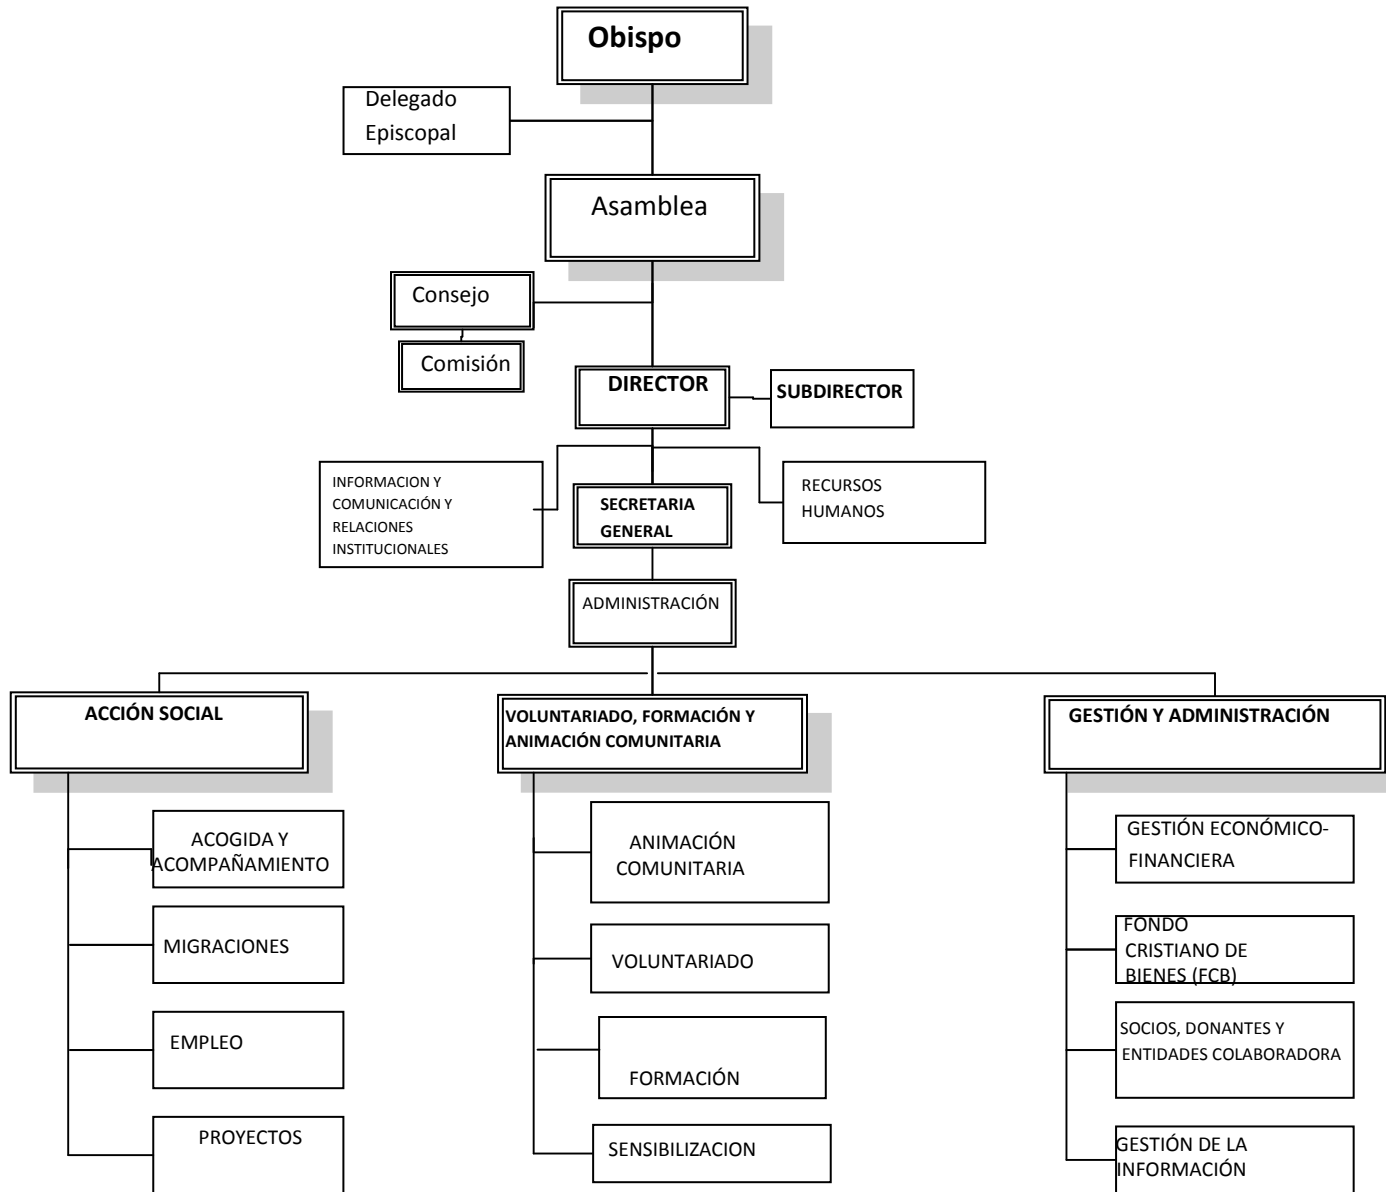 Obispo
Delegado
Episcopal
Asamblea
Consejo
Comisión
DIRECTOR
SUBDIRECTOR
INFORMACION Y
COMUNICACIÓN Y
RELACIONES
INSTITUCIONALES
SECRETARIA
GENERAL
RECURSOS
HUMANOS
ADMINISTRACIÓN
ACCIÓN SOCIAL
VOLUNTARIADO, FORMACIÓN Y
ANIMACIÓN COMUNITARIA
GESTIÓN Y ADMINISTRACIÓN
ACOGIDA Y
ACOMPAÑAMIENTO
MIGRACIONES
EMPLEO
PROYECTOS
ANIMACIÓN
COMUNITARIA
VOLUNTARIADO
FORMACIÓN
SENSIBILIZACION
GESTIÓN ECONÓMICO-
FINANCIERA
FONDO
CRISTIANO DE
BIENES (FCB)
SOCIOS, DONANTES Y
ENTIDADES COLABORADORA
GESTIÓN DE LA
INFORMACIÓN